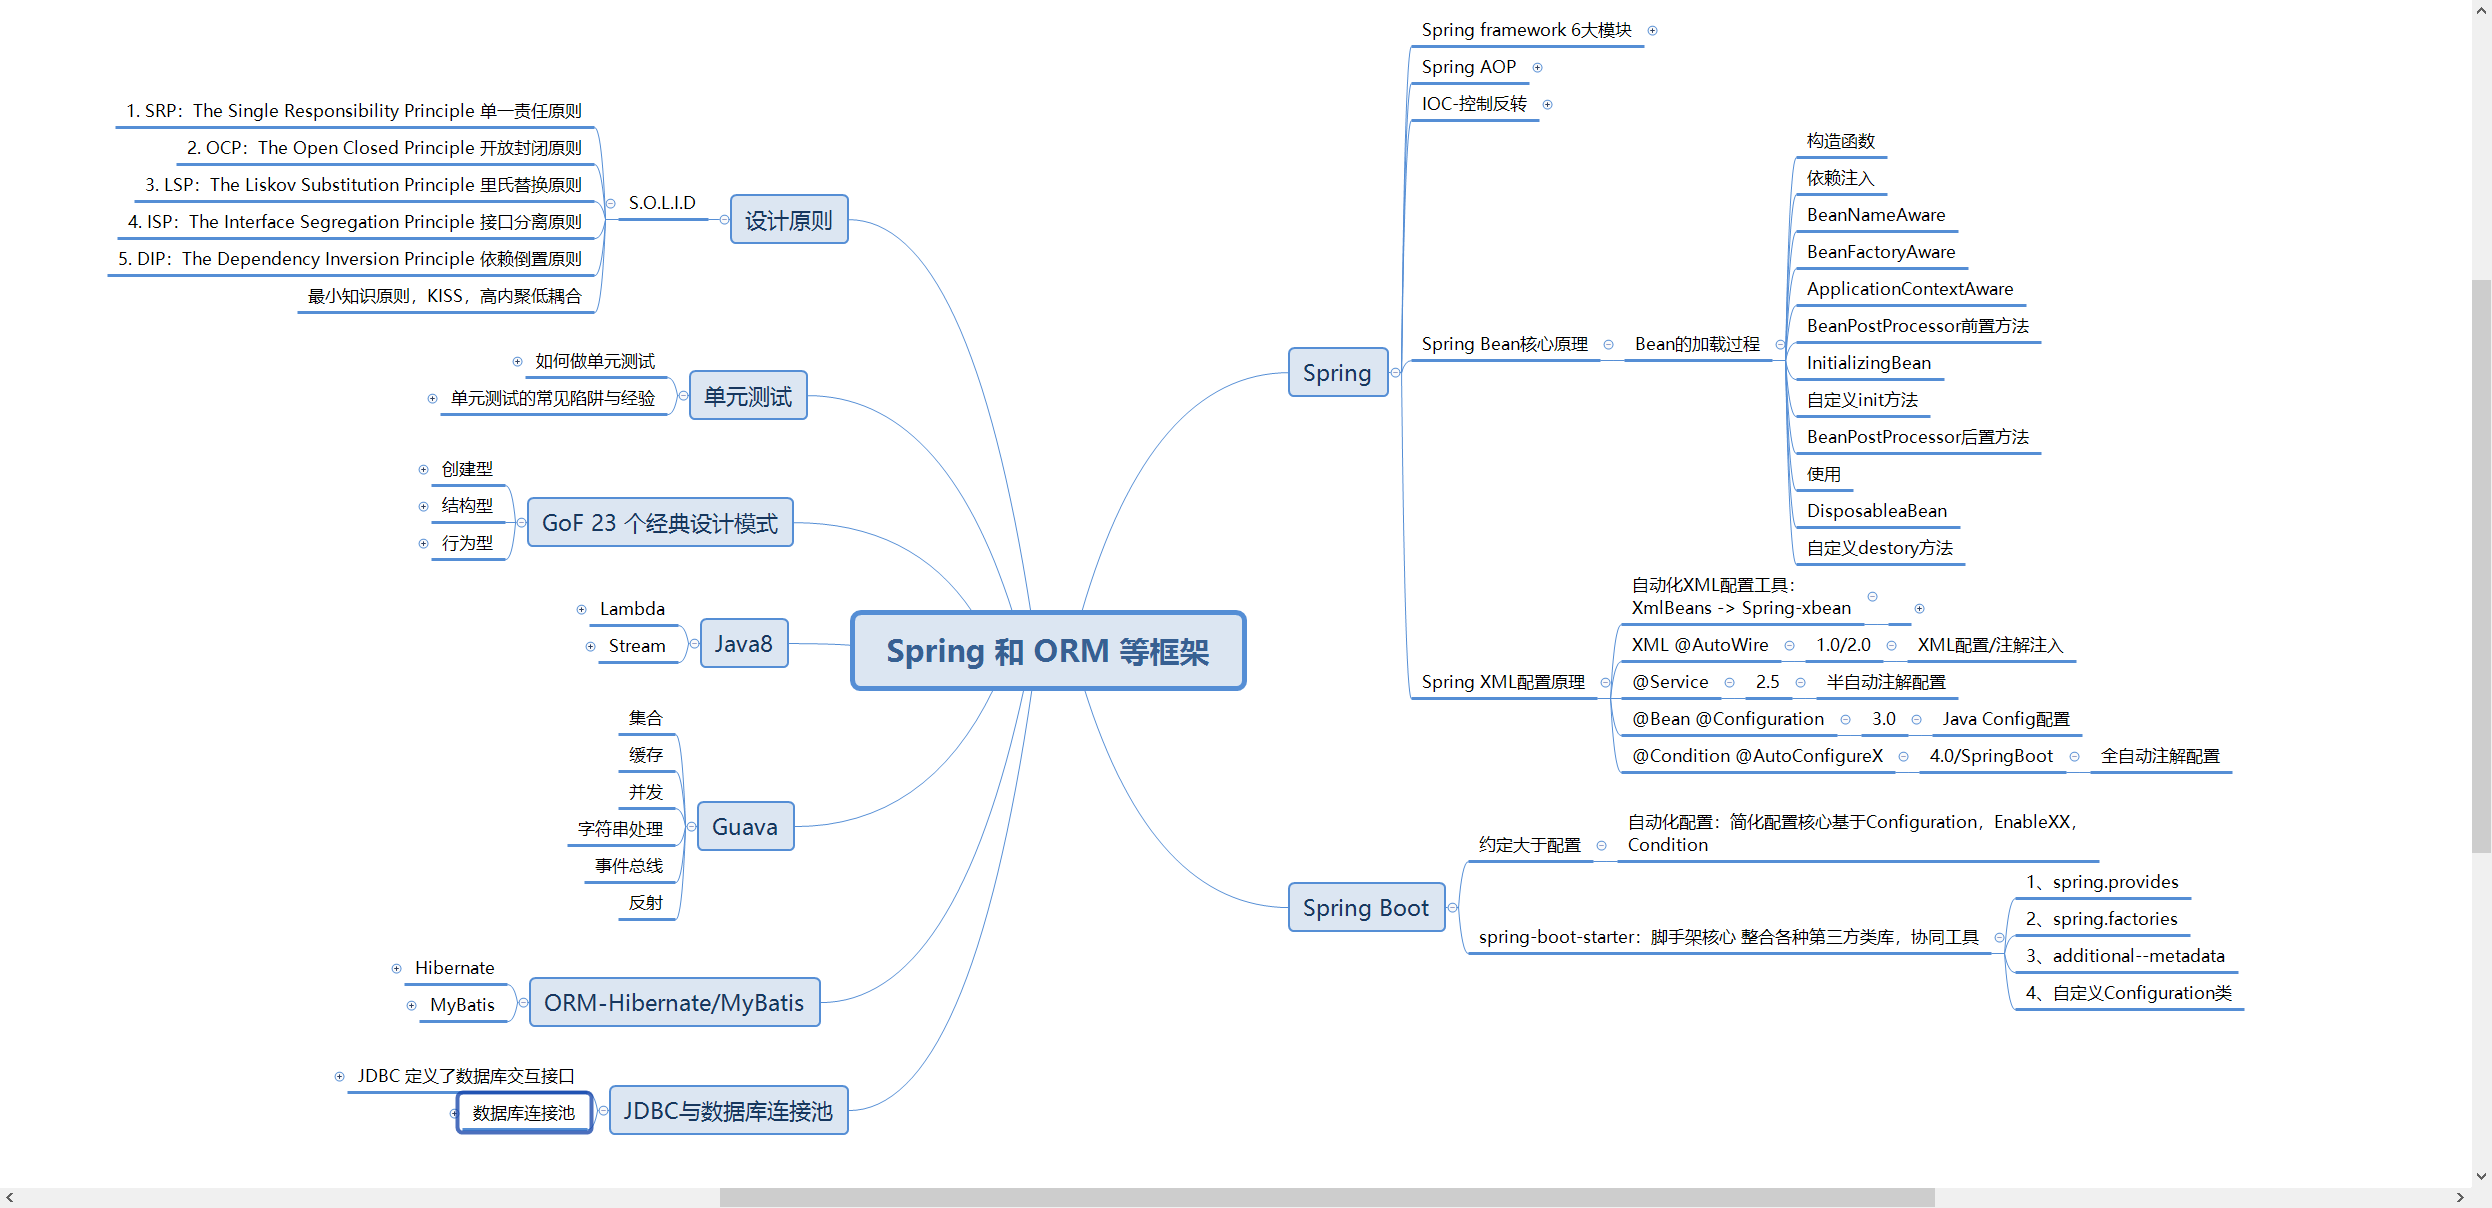 Spring 和 ORM 等框架
设计原则
S.O.L.I.D
1. SRP：The Single Responsibility Principle 单一责任原则
2. OCP：The Open Closed Principle 开放封闭原则
3. LSP：The Liskov Substitution Principle 里氏替换原则
4. ISP：The Interface Segregation Principle 接口分离原则
5. DIP：The Dependency Inversion Principle 依赖倒置原则
最小知识原则，KISS，高内聚低耦合
单元测试
如何做单元测试
单元测试的常见陷阱与经验
GoF 23 个经典设计模式
创建型
结构型
行为型
Java8
Lambda
Stream
Guava
集合
缓存
并发
字符串处理
事件总线
反射
ORM-Hibernate/MyBatis
Hibernate
MyBatis
JDBC与数据库连接池
JDBC 定义了数据库交互接口
数据库连接池
Spring
Spring framework 6大模块
Spring AOP
IOC-控制反转
Spring Bean核心原理
Bean的加载过程
构造函数
依赖注入
BeanNameAware
BeanFactoryAware
ApplicationContextAware
BeanPostProcessor前置方法
InitializingBean
自定义init方法
BeanPostProcessor后置方法
使用
DisposableaBean
自定义destory方法
Spring XML配置原理
自动化XML配置工具：
XmlBeans -> Spring-xbean
XML @AutoWire
1.0/2.0
XML配置/注解注入
@Service
2.5
半自动注解配置
@Bean @Configuration
3.0
Java Config配置
@Condition @AutoConfigureX
4.0/SpringBoot
全自动注解配置
Spring Boot
约定大于配置
自动化配置：简化配置核心基于Configuration，EnableXX，
Condition
spring-boot-starter：脚手架核心 整合各种第三方类库，协同工具
1、spring.provides
2、spring.factories
3、additional--metadata
4、自定义Configuration类